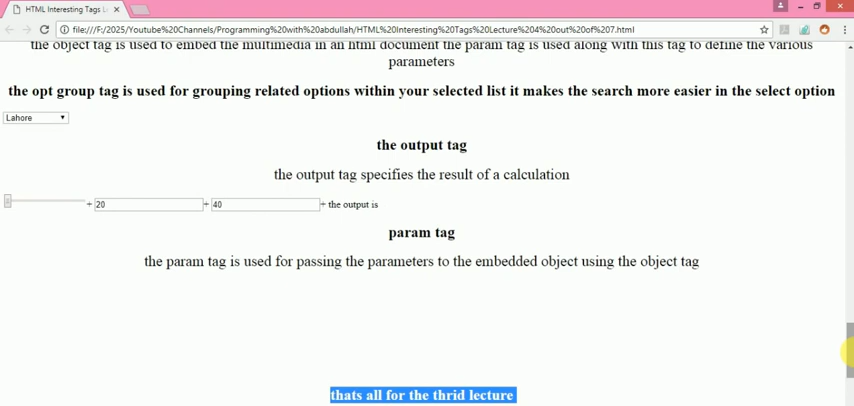 HTML Interesting Tags L
file:///F:/2025/Youtube%20Channels/Programming%20with%20abdullah/HTML%20Interesting%20Tags%20Lecture%204%20out%20of%207.html
the object tag is used to embed the multimedia in an html document the param tag is used along with this tag to define the various
parameters
the opt group tag is used for grouping related options within your selected list it makes the search more easier in the select option
Lahore
the output tag
the output tag specifies the result of a calculation
+ 20 + 40 + the output is
param tag
the param tag is used for passing the parameters to the embedded object using the object tag
thats all for the thrid lecture